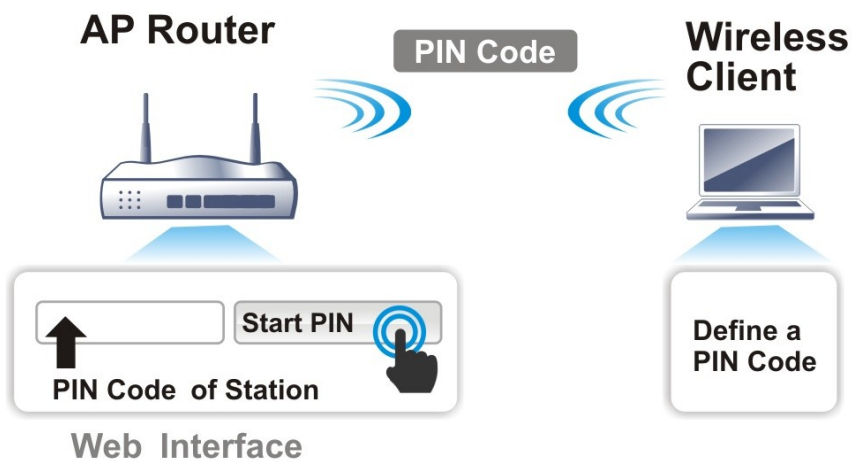 AP Router
PIN Code
Wireless
Client
Start PIN
PIN Code of Station
Web Interface
Define a
PIN Code